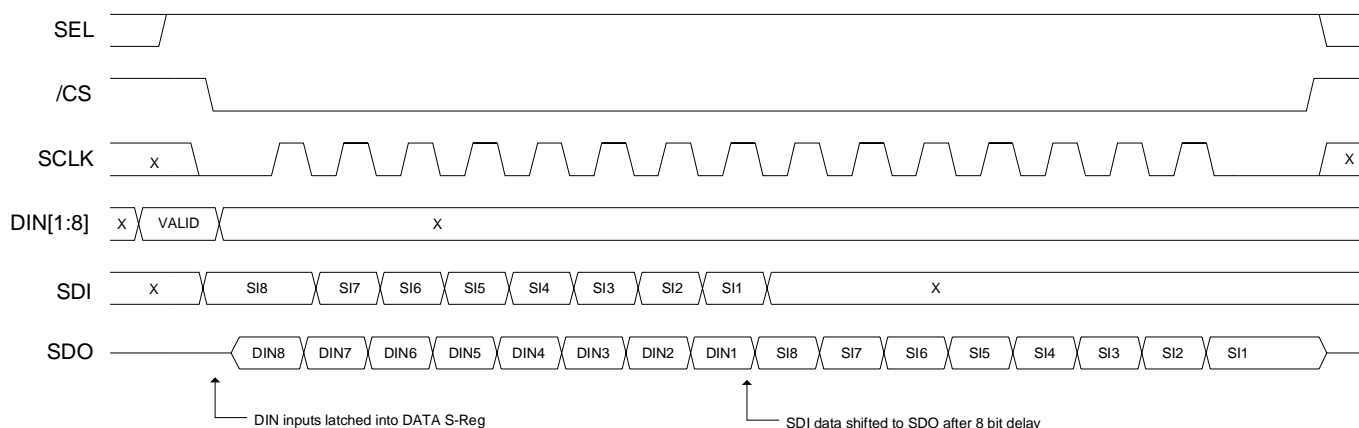 SEL
/CS
SCLK X X
DIN[1:8] X VALID X
SDI X SI8 SI7 SI6 SI5 SI4 SI3 SI2 SI1 X
SDO DIN8 DIN7 DIN6 DIN5 DIN4 DIN3 DIN2 DIN1 SI8 SI7 SI6 SI5 SI4 SI3 SI2 SI1
DIN inputs latched into DATA S-Reg SDI data shifted to SDO after 8 bit delay